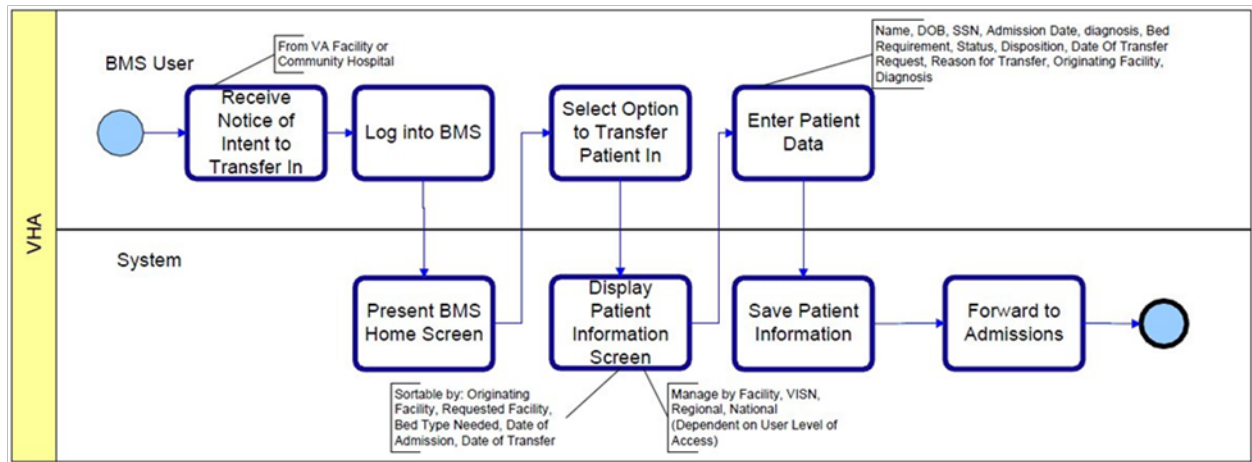 VHA
BMS User
From VA Facility or
Community Hospital
Name, DOB, SSN, Admission Date, diagnosis, Bed
Requirement, Status, Disposition, Date Of Transfer
Request, Reason for Transfer, Originating Facility,
Diagnosis
Receive
Notice of
Intent to
Transfer In
Log into BMS
Select Option
to Transfer
Patient In
Enter Patient
Data
System
Present BMS
Home Screen
Display
Patient
Information
Screen
Save Patient
Information
Forward to
Admissions
Sortable by: Originating
Facility, Requested Facility,
Bed Type Needed, Date of
Admission, Date of Transfer
Manage by Facility, VISN,
Regional, National
(Dependent on User Level of
Access)